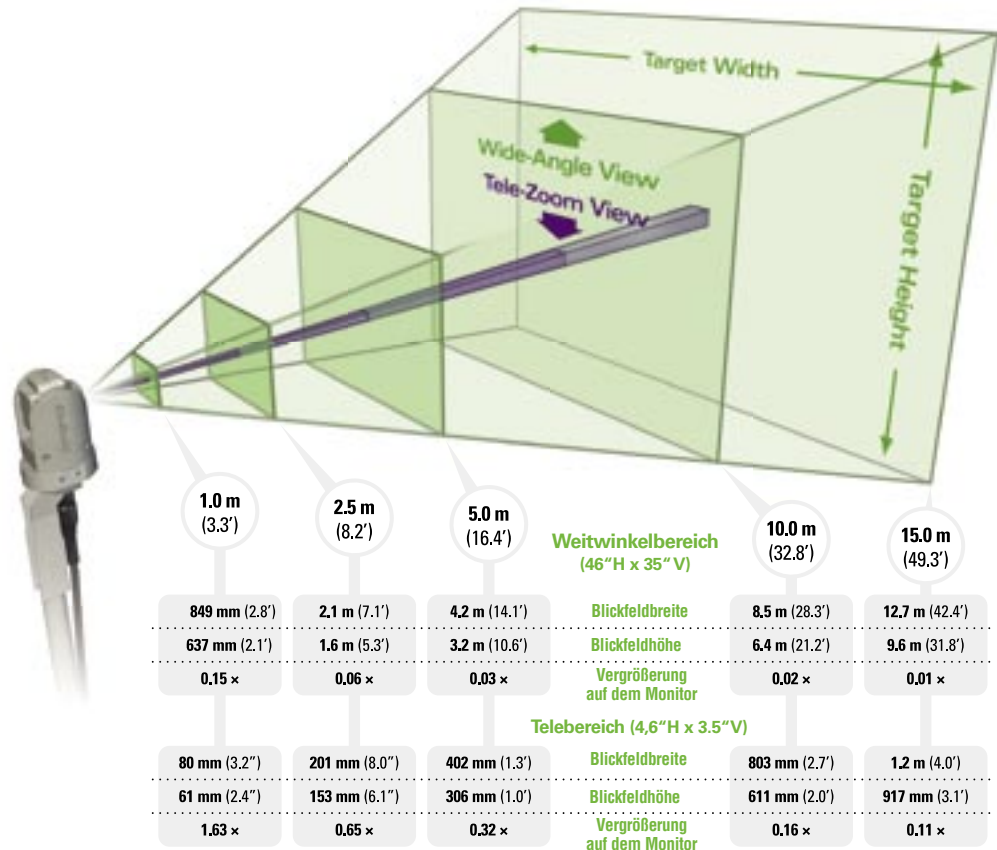 Target Width
Target Height
Wide-Angle View
Tele-Zoom View
1.0 m
(3.3′)
2.5 m
(8.2′)
5.0 m
(16.4′)
10.0 m
(32.8′)
15.0 m
(49.3′)
Weitwinkelbereich
(46“H x 35“ V)
849 mm (2.8′) 2.1 m (7.1′) 4.2 m (14.1′) Blickfeldbreite 8.5 m (28.3′) 12.7 m (42.4′)
637 mm (2.1′) 1.6 m (5.3′) 3.2 m (10.6′) Blickfeldhöhe 6.4 m (21.2′) 9.6 m (31.8′)
0.15 × 0.06 × 0.03 × Vergrößerung auf dem Monitor 0.02 × 0.01 ×
Telebereich (4,6“H x 3.5“V)
80 mm (3.2″) 201 mm (8.0″) 402 mm (1.3′) Blickfeldbreite 803 mm (2.7′) 1.2 m (4.0′)
61 mm (2.4″) 153 mm (6.1″) 306 mm (1.0′) Blickfeldhöhe 611 mm (2.0′) 917 mm (3.1′)
1.63 × 0.65 × 0.32 × Vergrößerung auf dem Monitor 0.16 × 0.11 ×